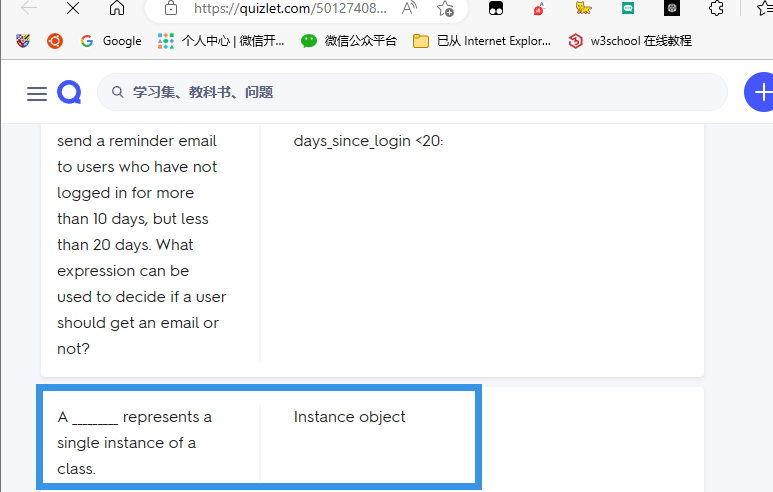 https://quizlet.com/50127408...
Google
个人中心 | 微信开...
微信公众平台
已从 Internet Explor...
w3school 在线教程
学习集、教科书、问题
send a reminder email
to users who have not
logged in for more
than 10 days, but less
than 20 days. What
expression can be
used to decide if a user
should get an email or
not?
days_since_login <20:
A ________ represents a
single instance of a
class.
Instance object